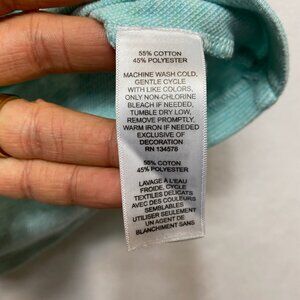 55% COTTON
45% POLYESTER
MACHINE WASH COLD,
GENTLE CYCLE
WITH LIKE COLORS,
ONLY NON-CHLORINE
BLEACH IF NEEDED,
TUMBLE DRY LOW,
REMOVE PROMPTLY,
WARM IRON IF NEEDED
EXCLUSIVE OF
DECORATION
RN 134578
55% COTTON
45% POLYESTER
LAVAGE À L'EAU
FROIDE, CYCLE
TEXTILES DÉLICATS
AVEC DES COULEURS
SEMBLABLES
UTILISER SEULEMENT
UN AGENT DE
BLANCHIMENT SANS